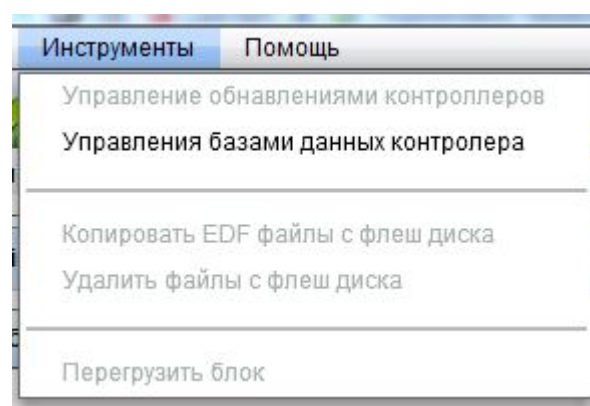 Инструменты Помощь
Управление обнавлениями контроллеров
Управления базами данных контролера
Копировать EDF файлы с флеш диска
Удалить файлы с флеш диска
Перегрузить блок